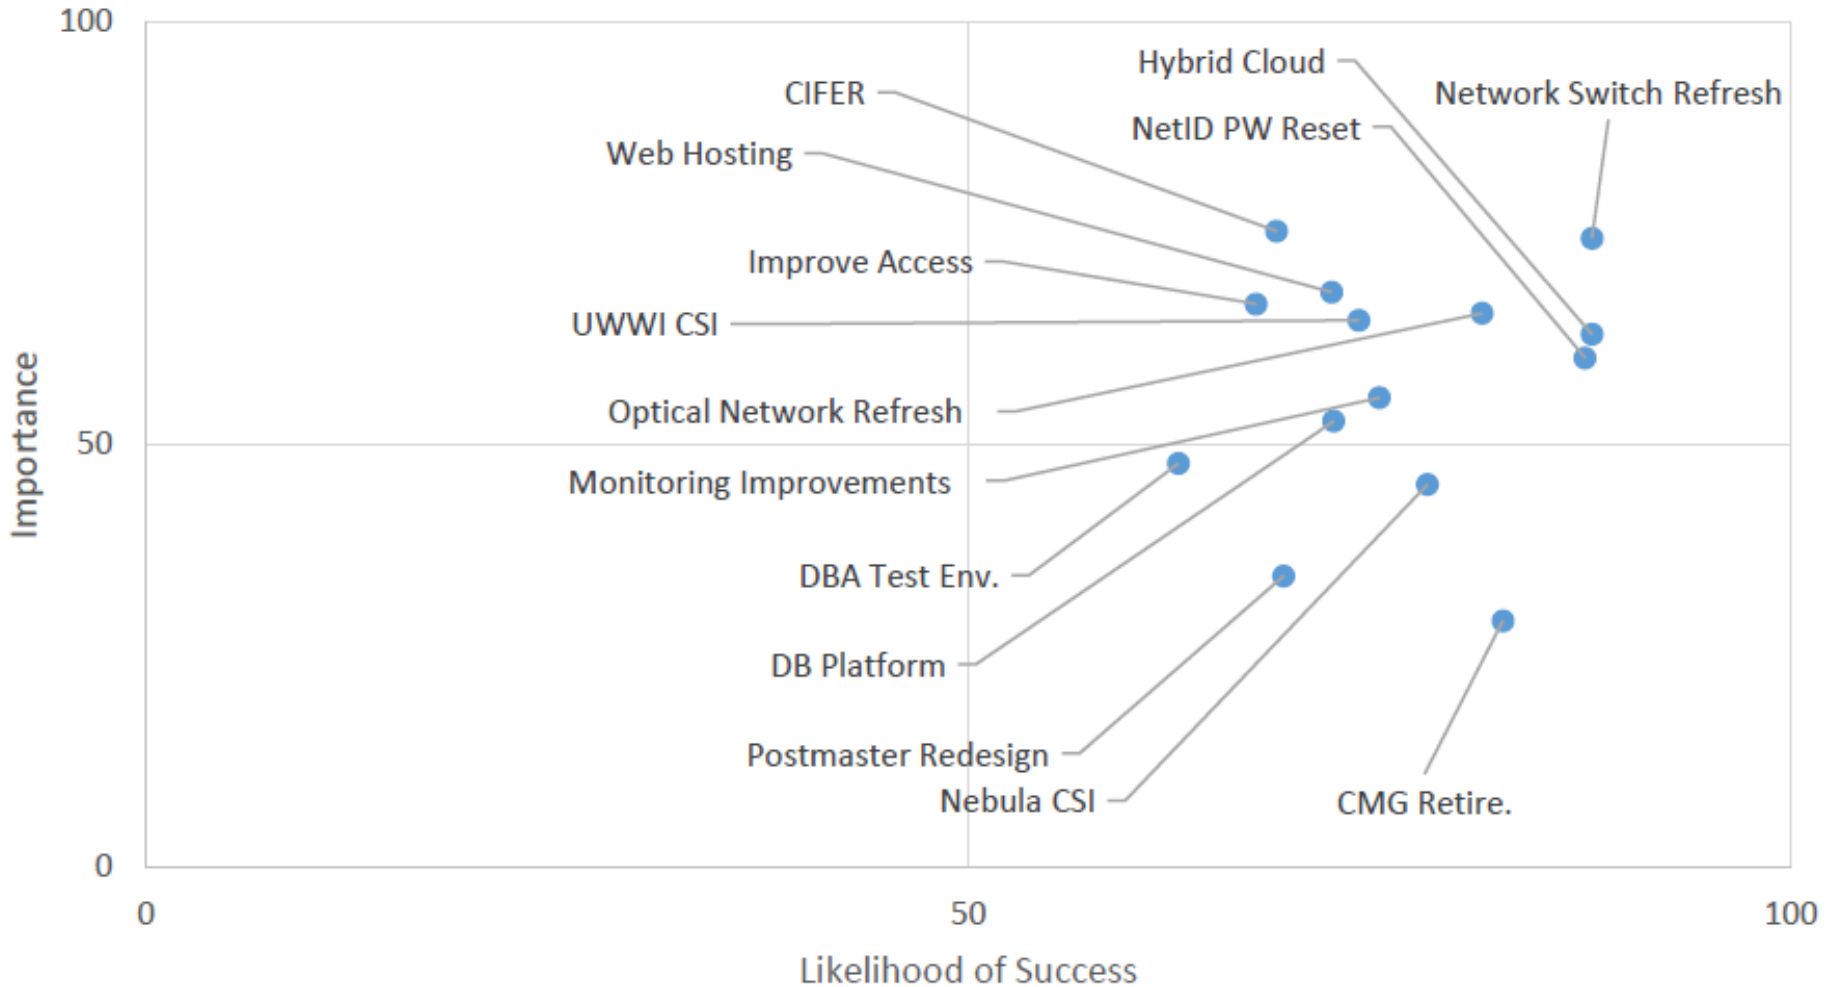 100
Hybrid Cloud
CIFER
Network Switch Refresh
NetID PW Reset
Web Hosting
Improve Access
UWWI CSI
Optical Network Refresh
Importance
50
Monitoring Improvements
DBA Test Env.
DB Platform
Postmaster Redesign
Nebula CSI
CMG Retire.
0
0
50
100
Likelihood of Success